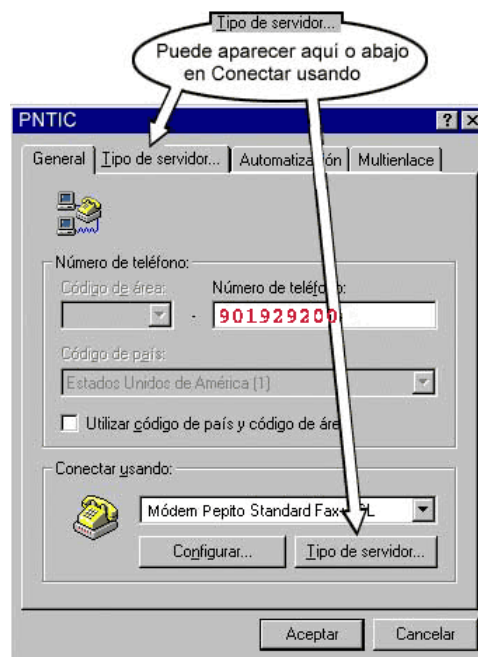 Tipo de servidor...
Puede aparecer aquí o abajo
en Conectar usando
PNTIC
General Tipo de servidor... Automatización Multienlace
Número de teléfono:
Código de área: Número de teléfono:
- 901929200
Código de país:
Estados Unidos de América (1)
Utilizar código de país y código de áre
Conectar usando:
Módem Pepito Standard Fax
Configurar... Tipo de servidor...
Aceptar Cancelar